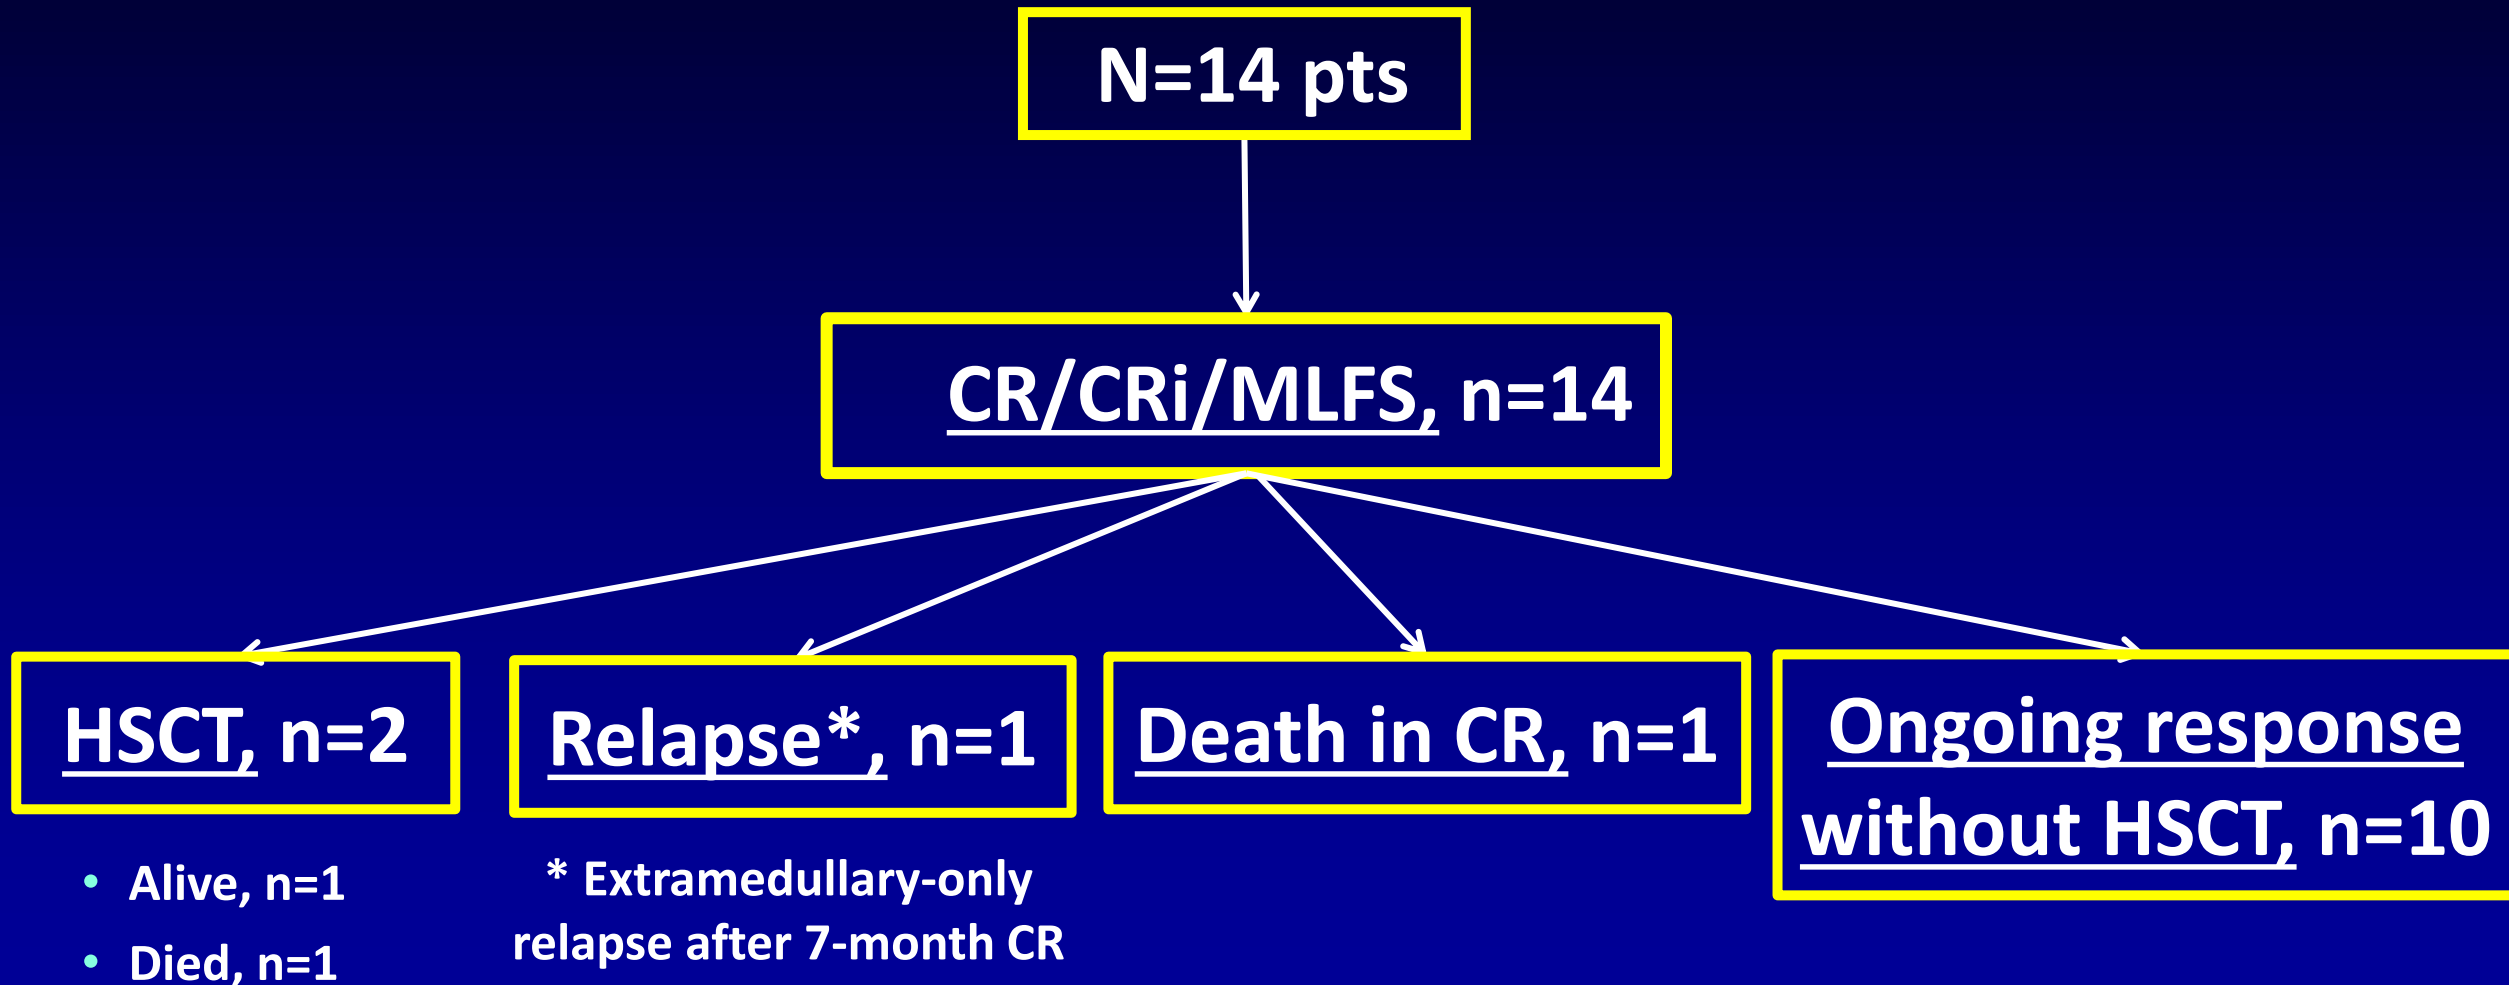 N=14 pts
CR/CRi/MLFS, n=14
HSCT, n=2
• Alive, n=1
• Died, n=1
Relapse*, n=1
* Extramedullary-only
relapse after 7-month CR
Death in CR, n=1
Ongoing response
without HSCT, n=10